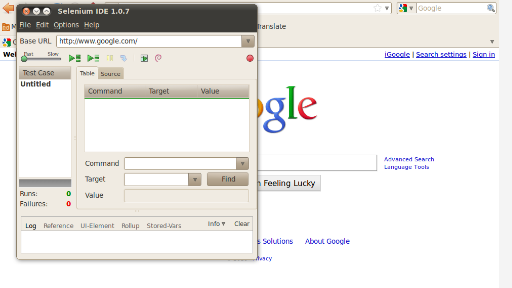 Selenium IDE 1.0.7
File Edit Options Help
Base URL http://www.google.com/
Fast Slow
Test Case
Untitled
Table Source
Command Target Value
Command
Target Find
Value
Runs: 0
Failures: 0
Log Reference UI-Element Rollup Stored-Vars Info Clear
Google
Translate
We
iGoogle | Search settings | Sign in
ogle
Advanced Search
Language Tools
Feeling Lucky
Solutions About Google